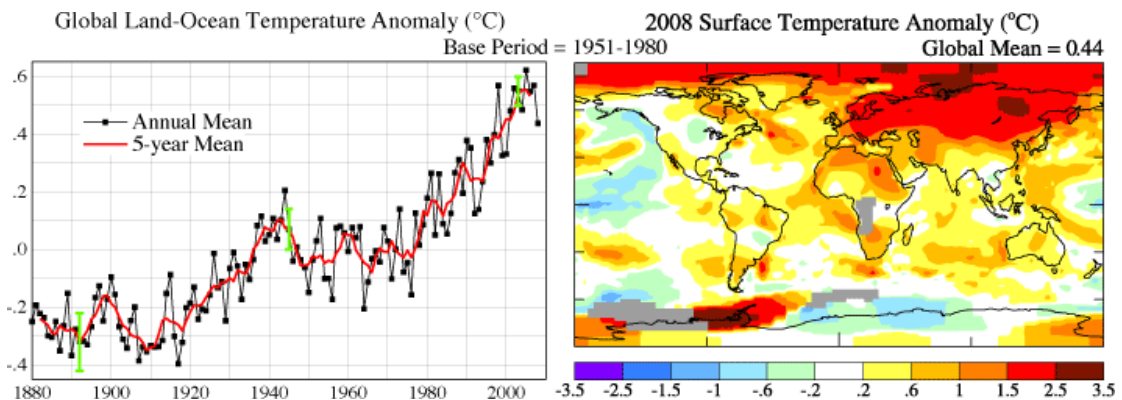 Global Land-Ocean Temperature Anomaly (°C)
2008 Surface Temperature Anomaly (°C)
Base Period = 1951-1980
Global Mean = 0.44
.6
.4
.2
.0
-.2
-.4
Annual Mean
5-year Mean
1880 1900 1920 1940 1960 1980 2000
-3.5 -2.5 -1.5 -1 -.6 -.2 .2 .6 1 1.5 2.5 3.5